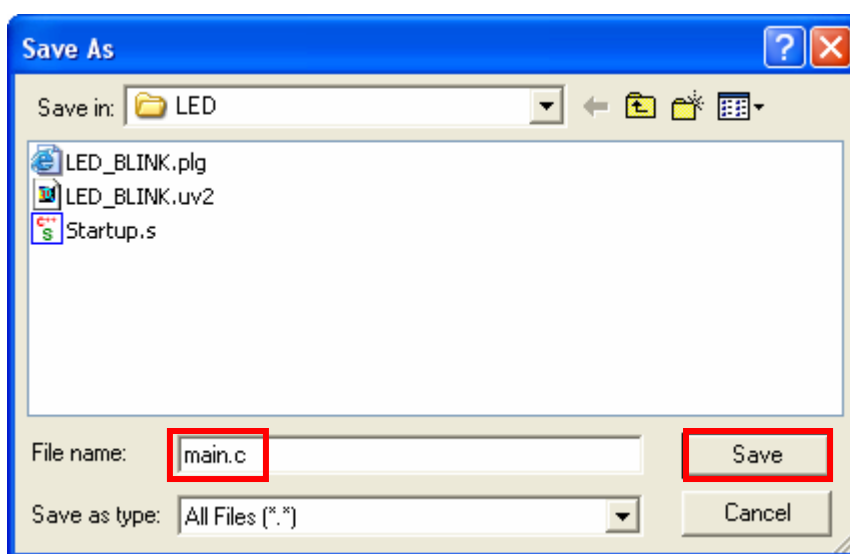 Save As
Save in: LED
LED_BLINK.plg
LED_BLINK.uv2
Startup.s
File name: main.c Save
Save as type: All Files (*.*) Cancel